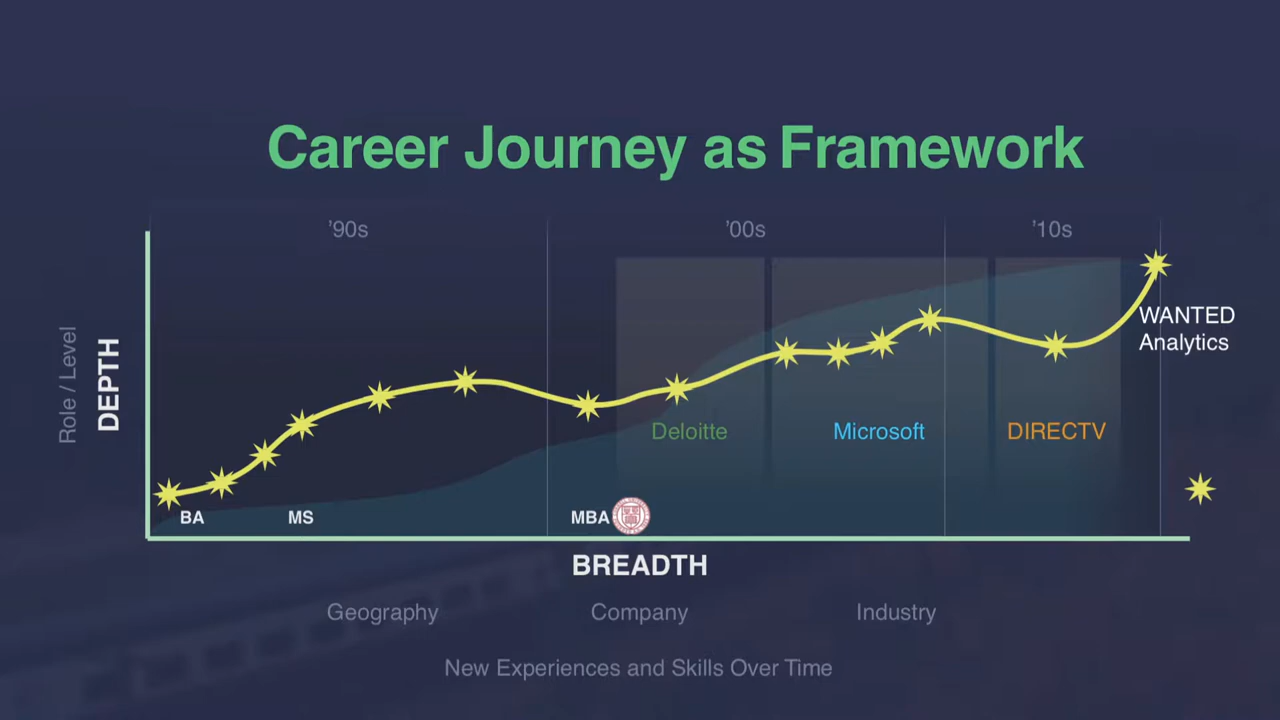 Career Journey as Framework
’90s
’00s
’10s
WANTED
Analytics
Role / Level
DEPTH
Deloitte
Microsoft
DIRECTV
BA
MS
MBA
BREADTH
Geography
Company
Industry
New Experiences and Skills Over Time